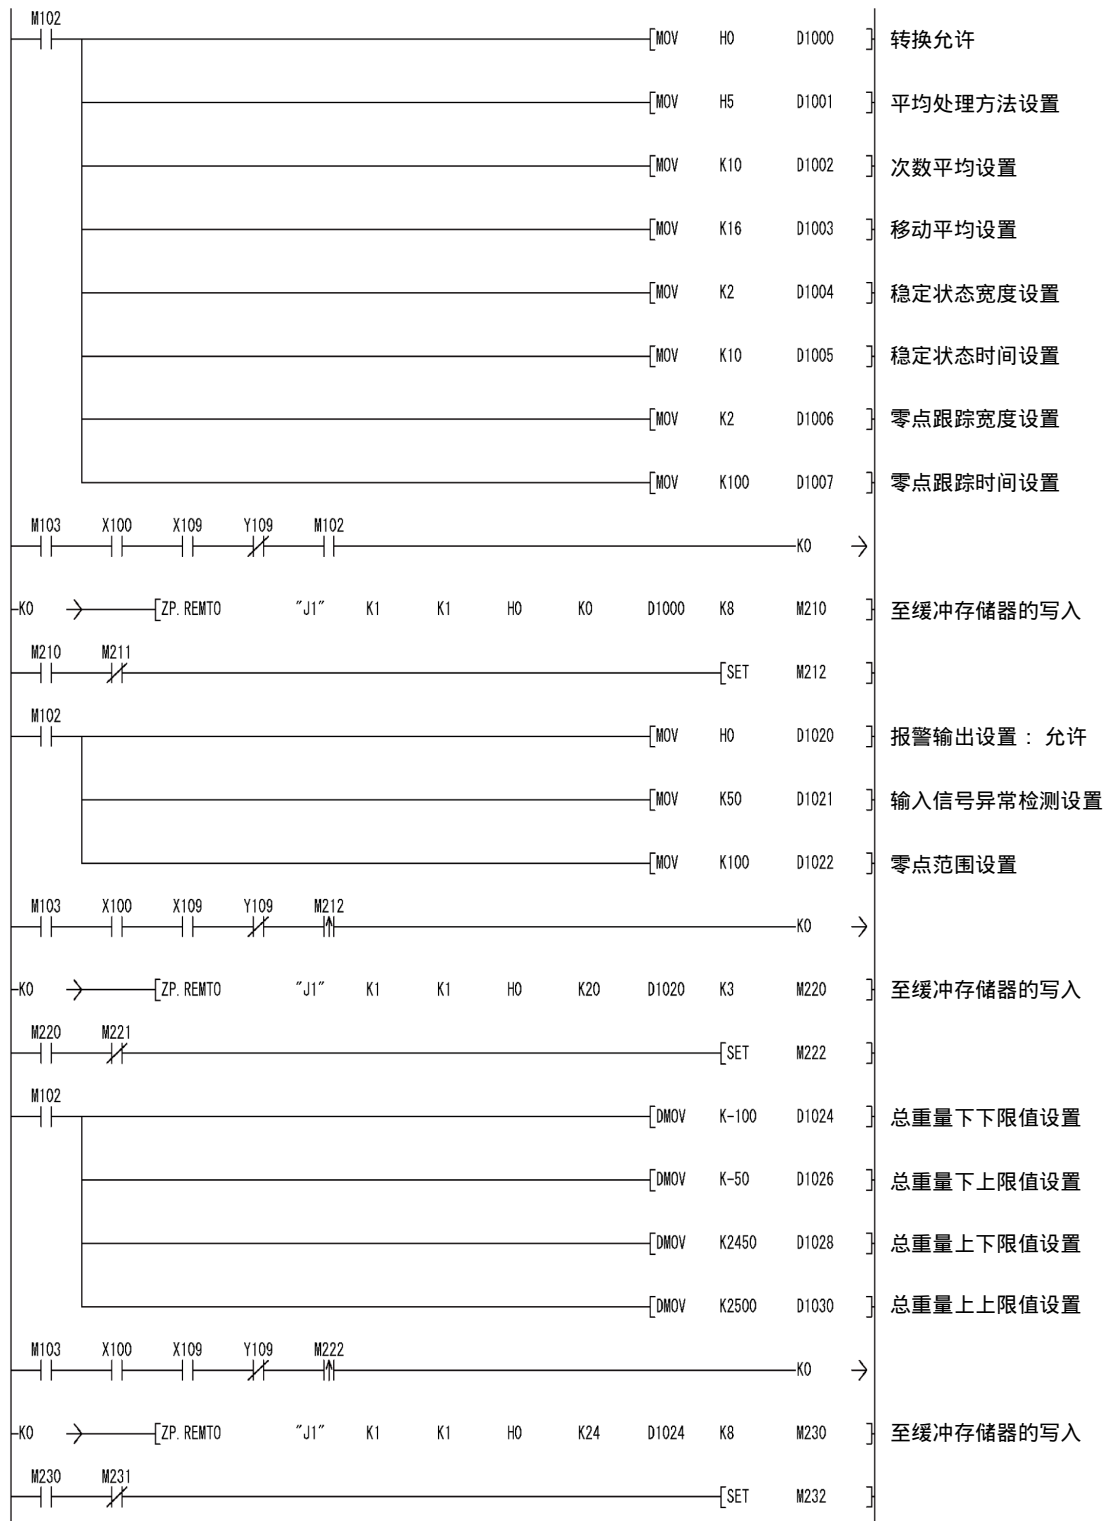 M102
MOV H0 D1000 转换允许
MOV H5 D1001 平均处理方法设置
MOV K10 D1002 次数平均设置
MOV K16 D1003 移动平均设置
MOV K2 D1004 稳定状态宽度设置
MOV K10 D1005 稳定状态时间设置
MOV K2 D1006 零点跟踪宽度设置
MOV K100 D1007 零点跟踪时间设置
M103 X100 X109 Y109 M102
K0
K0 ZP.REMTO "J1" K1 K1 H0 K0 D1000 K8 M210 至缓冲存储器的写入
M210 M211
SET M212
M102
MOV H0 D1020 报警输出设置：允许
MOV K50 D1021 输入信号异常检测设置
MOV K100 D1022 零点范围设置
M103 X100 X109 Y109 M212
K0
K0 ZP.REMTO "J1" K1 K1 H0 K20 D1020 K3 M220 至缓冲存储器的写入
M220 M221
SET M222
M102
DMOV K-100 D1024 总重量下下限值设置
DMOV K-50 D1026 总重量下上限值设置
DMOV K2450 D1028 总重量上下限值设置
DMOV K2500 D1030 总重量上上限值设置
M103 X100 X109 Y109 M222
K0
K0 ZP.REMTO "J1" K1 K1 H0 K24 D1024 K8 M230 至缓冲存储器的写入
M230 M231
SET M232